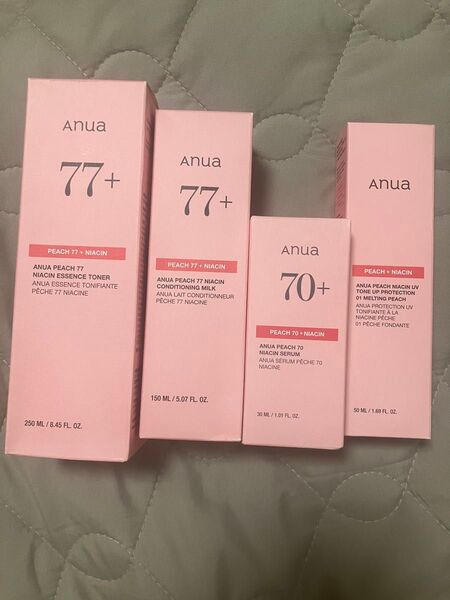 Anua
77+
PEACH 77 + NIACIN
ANUA PEACH 77
NIACIN ESSENCE TONER
ANUA ESSENCE TONIFIANTE
PÊCHE 77 NIACINE
250 ML / 8.45 FL. OZ.
Anua
77+
PEACH 77 + NIACIN
ANUA PEACH 77 NIACIN
CONDITIONING MILK
ANUA LAIT CONDITIONNEUR
PÊCHE 77 NIACINE
150 ML / 5.07 FL. OZ.
Anua
70+
PEACH 70 + NIACIN
ANUA PEACH 70
NIACIN SERUM
ANUA SÉRUM PÊCHE 70
NIACINE
30 ML / 1.01 FL. OZ.
Anua
PEACH + NIACIN
ANUA PEACH NIACIN UV
TONE UP PROTECTION
01 MELTING PEACH
ANUA PROTECTION UV
TONIFIANTE À LA
NIACINE PÊCHE
01 PÊCHE FONDANTE
50 ML / 1.69 FL. OZ.